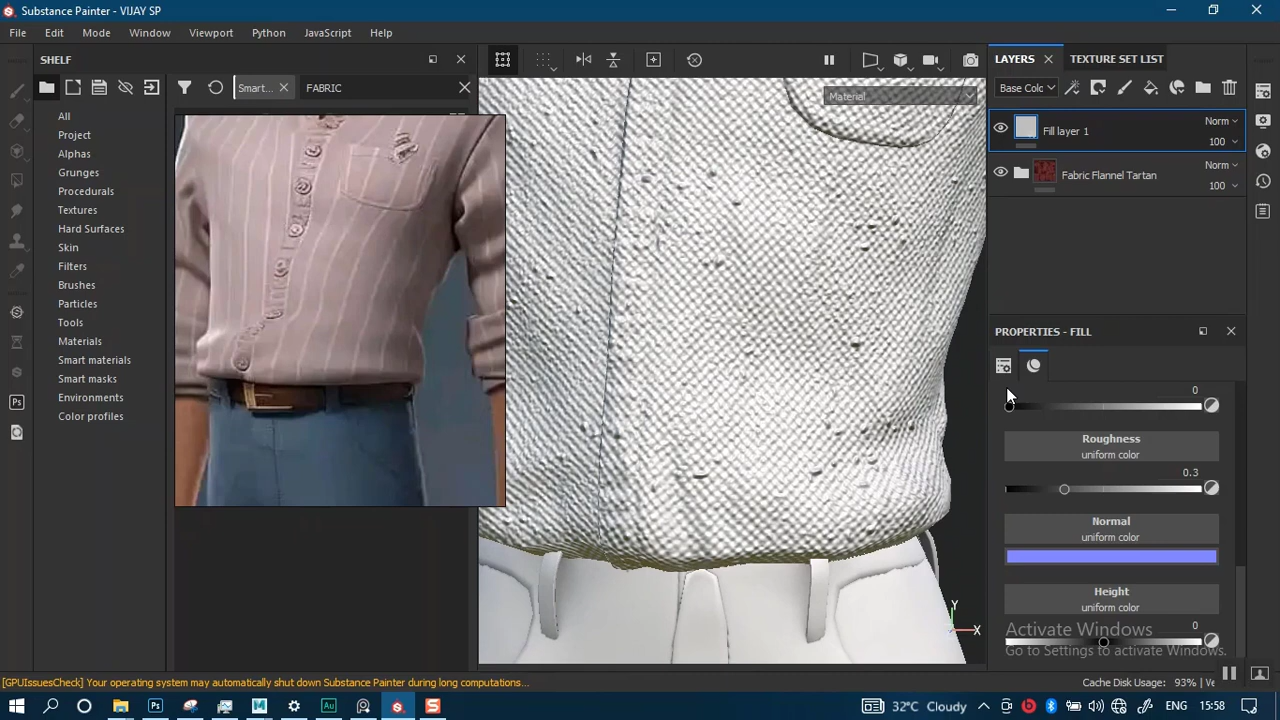 Substance Painter - VIJAY SP
File Edit Mode Window Viewport Python JavaScript Help
SHELF
LAYERS
TEXTURE SET LIST
Smart...
FABRIC
Base Colc
Material
All
Project
Alphas
Grunges
Procedurals
Textures
Hard Surfaces
Skin
Filters
Brushes
Particles
Tools
Materials
Smart materials
Smart masks
Environments
Color profiles
Fill layer 1
Norm
100
Fabric Flannel Tartan
Norm
100
PROPERTIES - FILL
0
Roughness
uniform color
0.3
Normal
uniform color
Height
uniform color
0
Activate Windows
Go to Settings to activate Windows.
Y
X
[GPUIssuesCheck] Your operating system may automatically shut down Substance Painter during long computations...
Cache Disk Usage: 93% | Ve
Ps
Ps
Au
S
32°C Cloudy
ENG
15:58